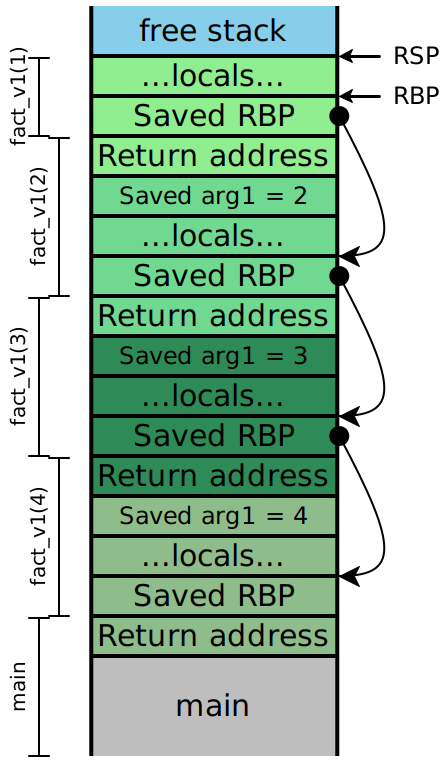 free stack
RSP
...locals...
RBP
Saved RBP
Return address
Saved arg1 = 2
...locals...
Saved RBP
Return address
Saved arg1 = 3
...locals...
Saved RBP
Return address
Saved arg1 = 4
...locals...
Saved RBP
Return address
main
fact_v1(1)
fact_v1(2)
fact_v1(3)
fact_v1(4)
main